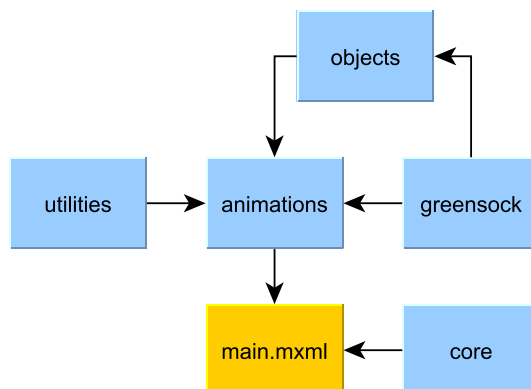 objects
utilities
animations
greensock
main.mxml
core